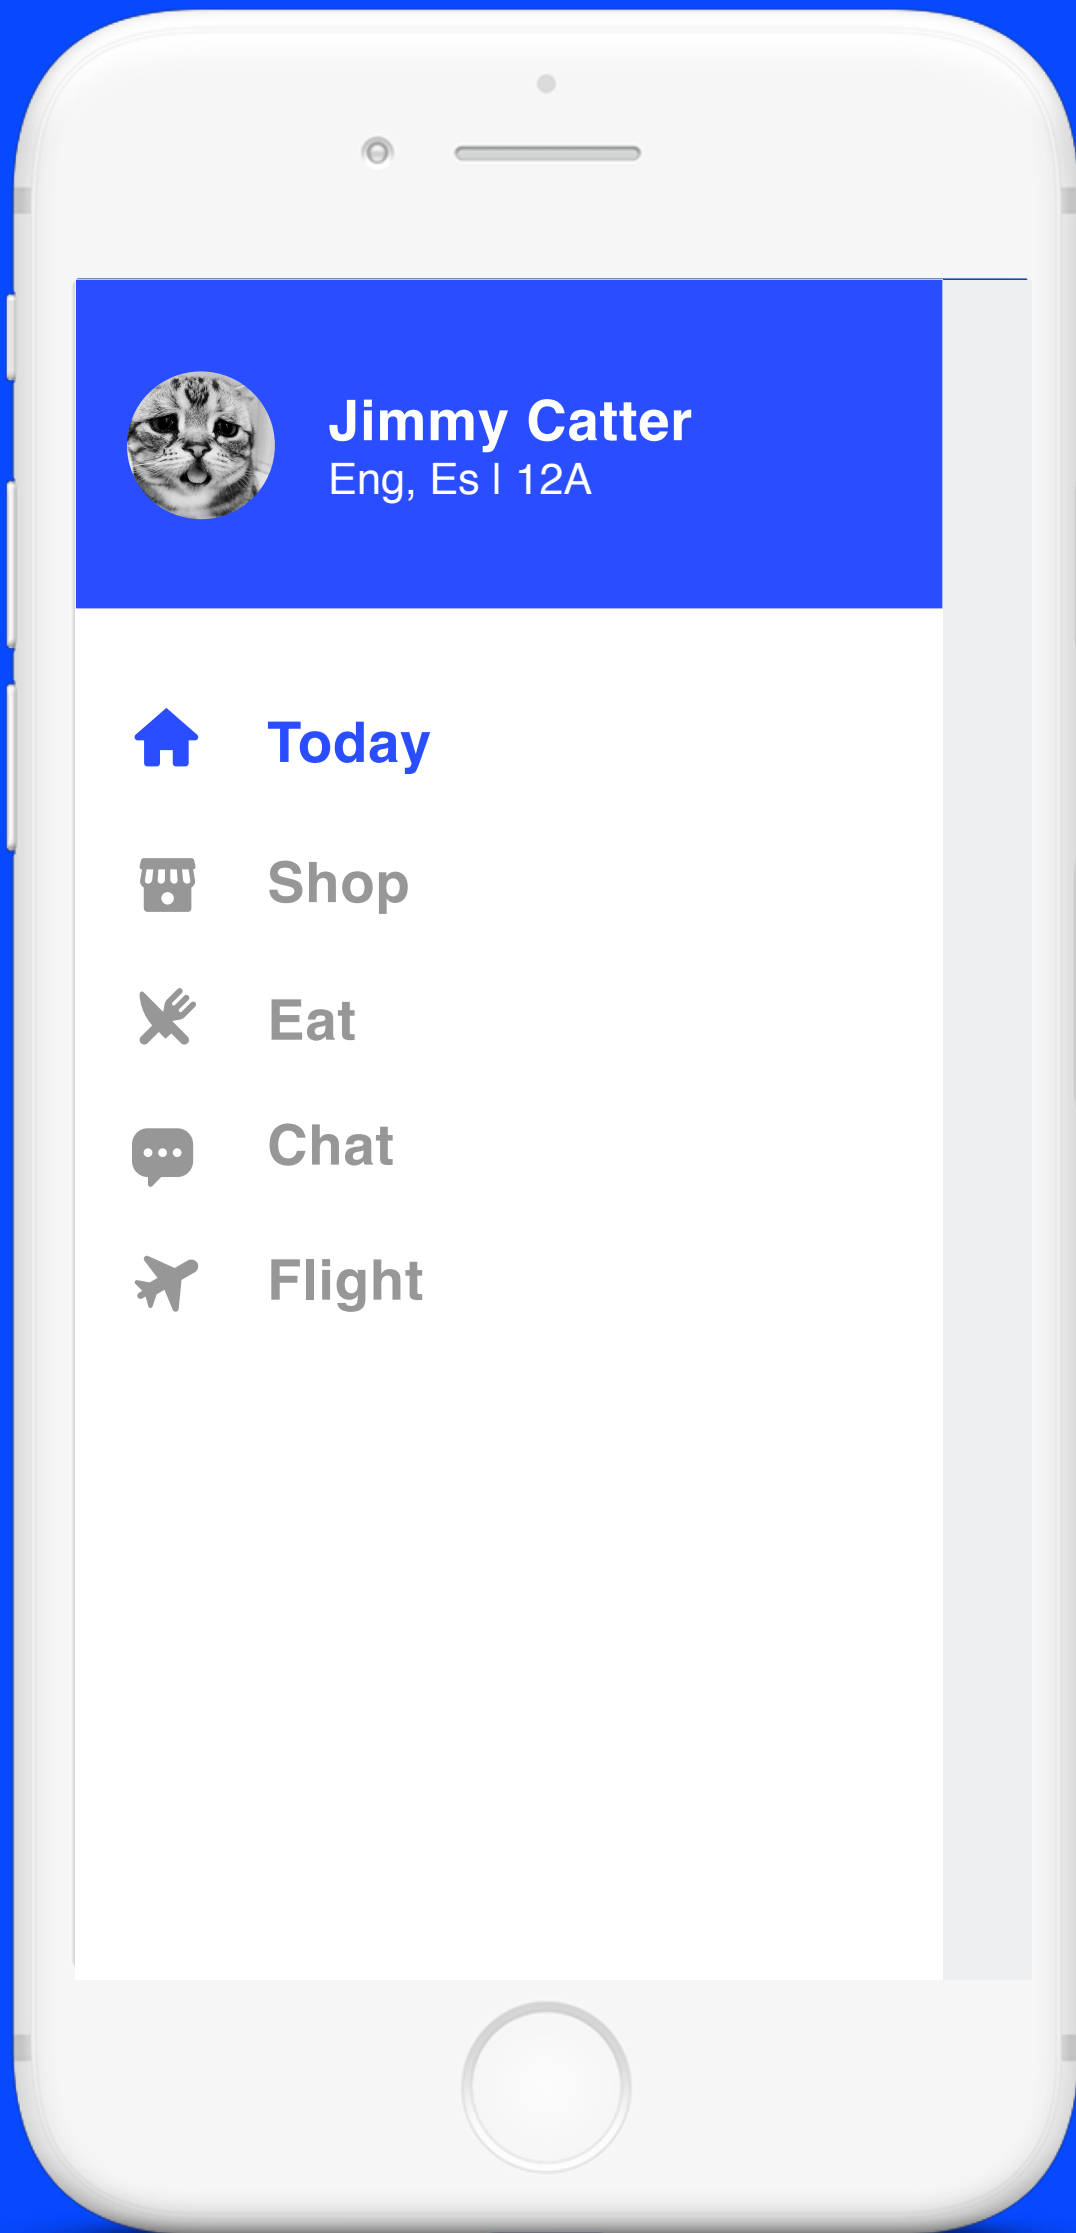 Jimmy Catter
Eng, Es | 12A
Today
Shop
Eat
Chat
Flight